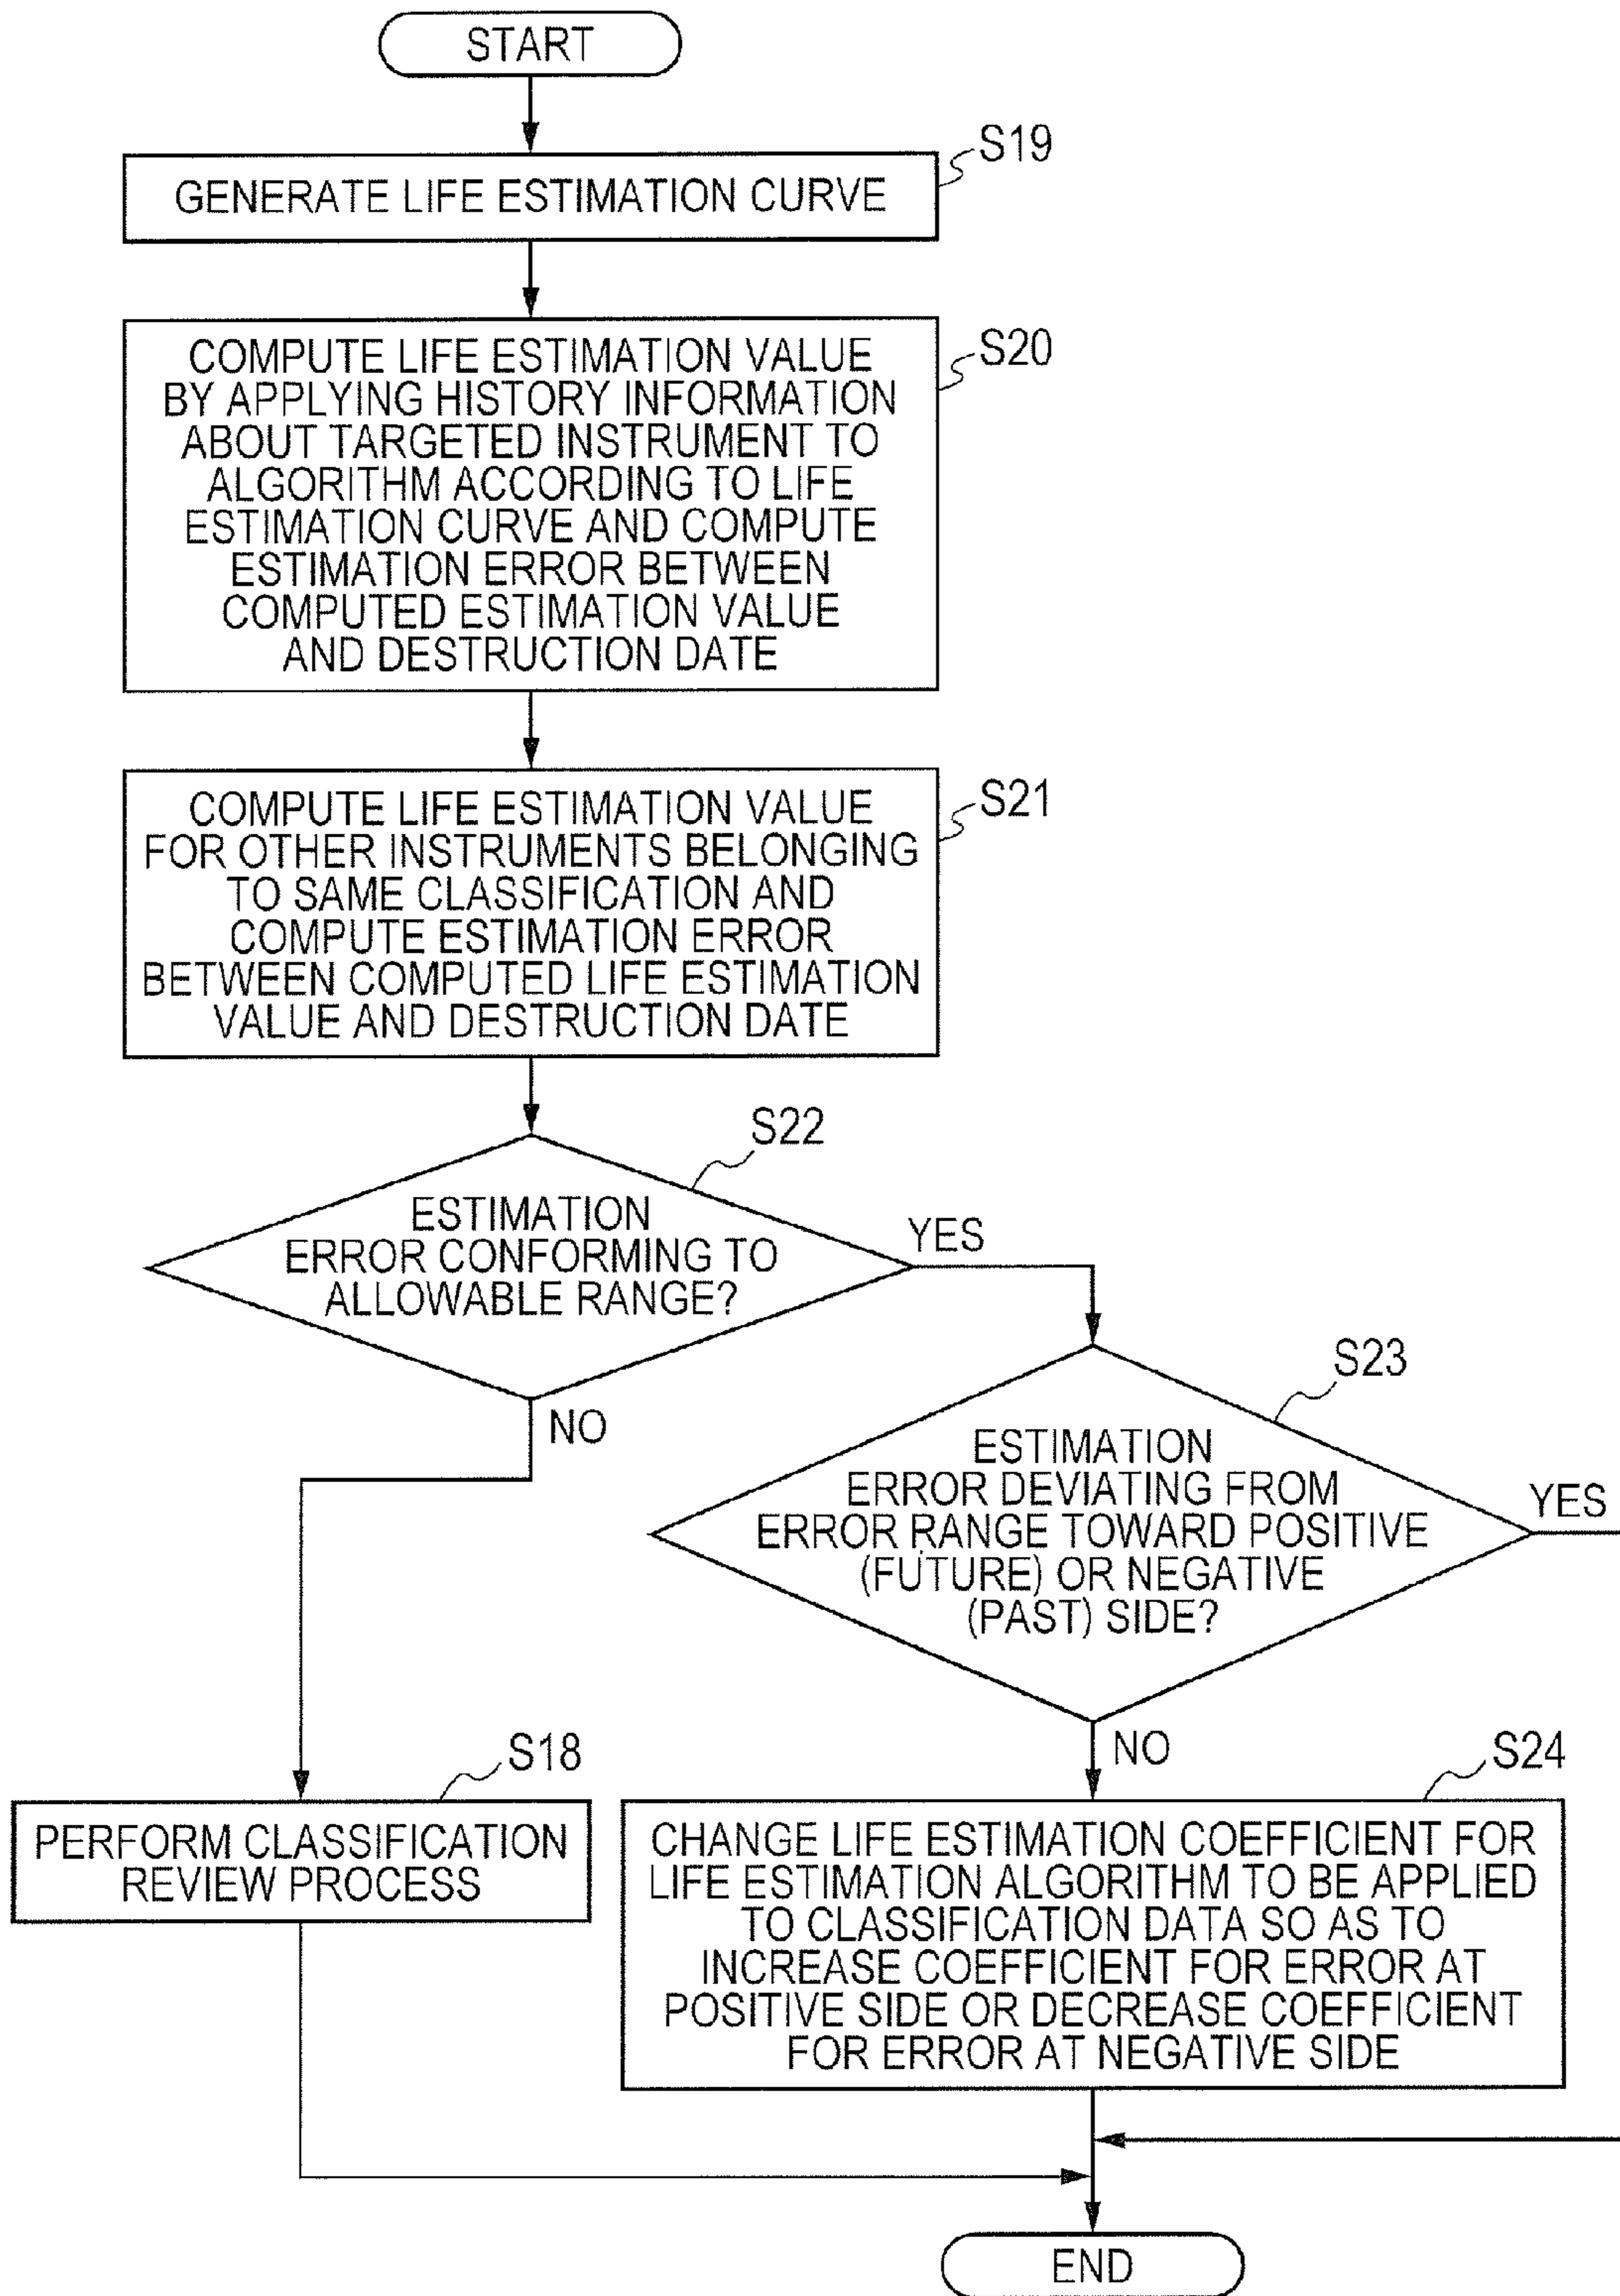 START
S19
GENERATE LIFE ESTIMATION CURVE
S20
COMPUTE LIFE ESTIMATION VALUE
BY APPLYING HISTORY INFORMATION
ABOUT TARGETED INSTRUMENT TO
ALGORITHM ACCORDING TO LIFE
ESTIMATION CURVE AND COMPUTE
ESTIMATION ERROR BETWEEN
COMPUTED ESTIMATION VALUE
AND DESTRUCTION DATE
S21
COMPUTE LIFE ESTIMATION VALUE
FOR OTHER INSTRUMENTS BELONGING
TO SAME CLASSIFICATION AND
COMPUTE ESTIMATION ERROR
BETWEEN COMPUTED LIFE ESTIMATION
VALUE AND DESTRUCTION DATE
S22
ESTIMATION
ERROR CONFORMING TO
ALLOWABLE RANGE?
YES
NO
S23
ESTIMATION
ERROR DEVIATING FROM
ERROR RANGE TOWARD POSITIVE
(FUTURE) OR NEGATIVE
(PAST) SIDE?
YES
NO
S18
PERFORM CLASSIFICATION
REVIEW PROCESS
S24
CHANGE LIFE ESTIMATION COEFFICIENT FOR
LIFE ESTIMATION ALGORITHM TO BE APPLIED
TO CLASSIFICATION DATA SO AS TO
INCREASE COEFFICIENT FOR ERROR AT
POSITIVE SIDE OR DECREASE COEFFICIENT
FOR ERROR AT NEGATIVE SIDE
END